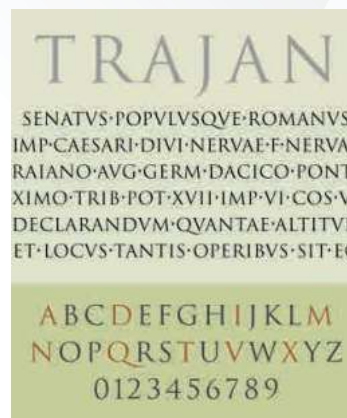 TRAJAN
SENATVS·POPVLVSQVE·ROMANVS
IMP·CAESARI·DIVI·NERVAE·F·NERVA
RAIANO·AVG·GERM·DACICO·PONT
XIMO·TRIB·POT·XVII·IMP·VI·COS·V
DECLARANDVM·QVANTAE·ALTITV
ET·LOCVS·TANTIS·OPERIBVS·SIT·E
ABCDEFGHIJKLM
NOPQRSTUVWXYZ
0123456789